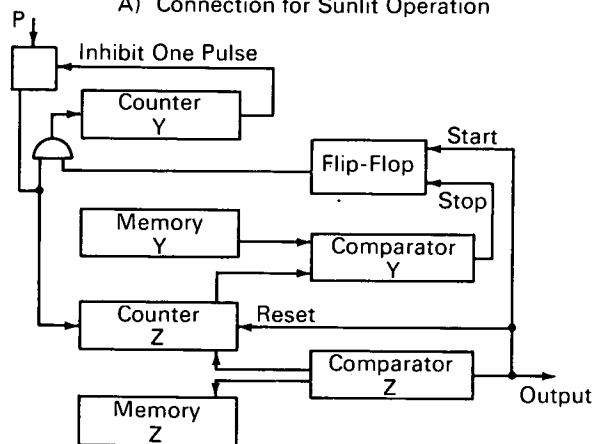 A) Connection for Sunlit Operation
P
Inhibit One Pulse
Counter
Y
Start
Flip-Flop
Stop
Memory
Y
Comparator
Y
Counter
Z
Reset
Comparator
Z
Output
Memory
Z